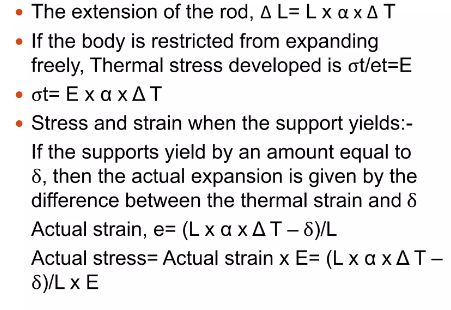 • The extension of the rod, Δ L= L x α x Δ T
• If the body is restricted from expanding
freely, Thermal stress developed is σt/et=E
• σt= E x α x Δ T
• Stress and strain when the support yields:-
If the supports yield by an amount equal to
δ, then the actual expansion is given by the
difference between the thermal strain and δ
Actual strain, e= (L x α x Δ T – δ)/L
Actual stress= Actual strain x E= (L x α x Δ T –
δ)/L x E